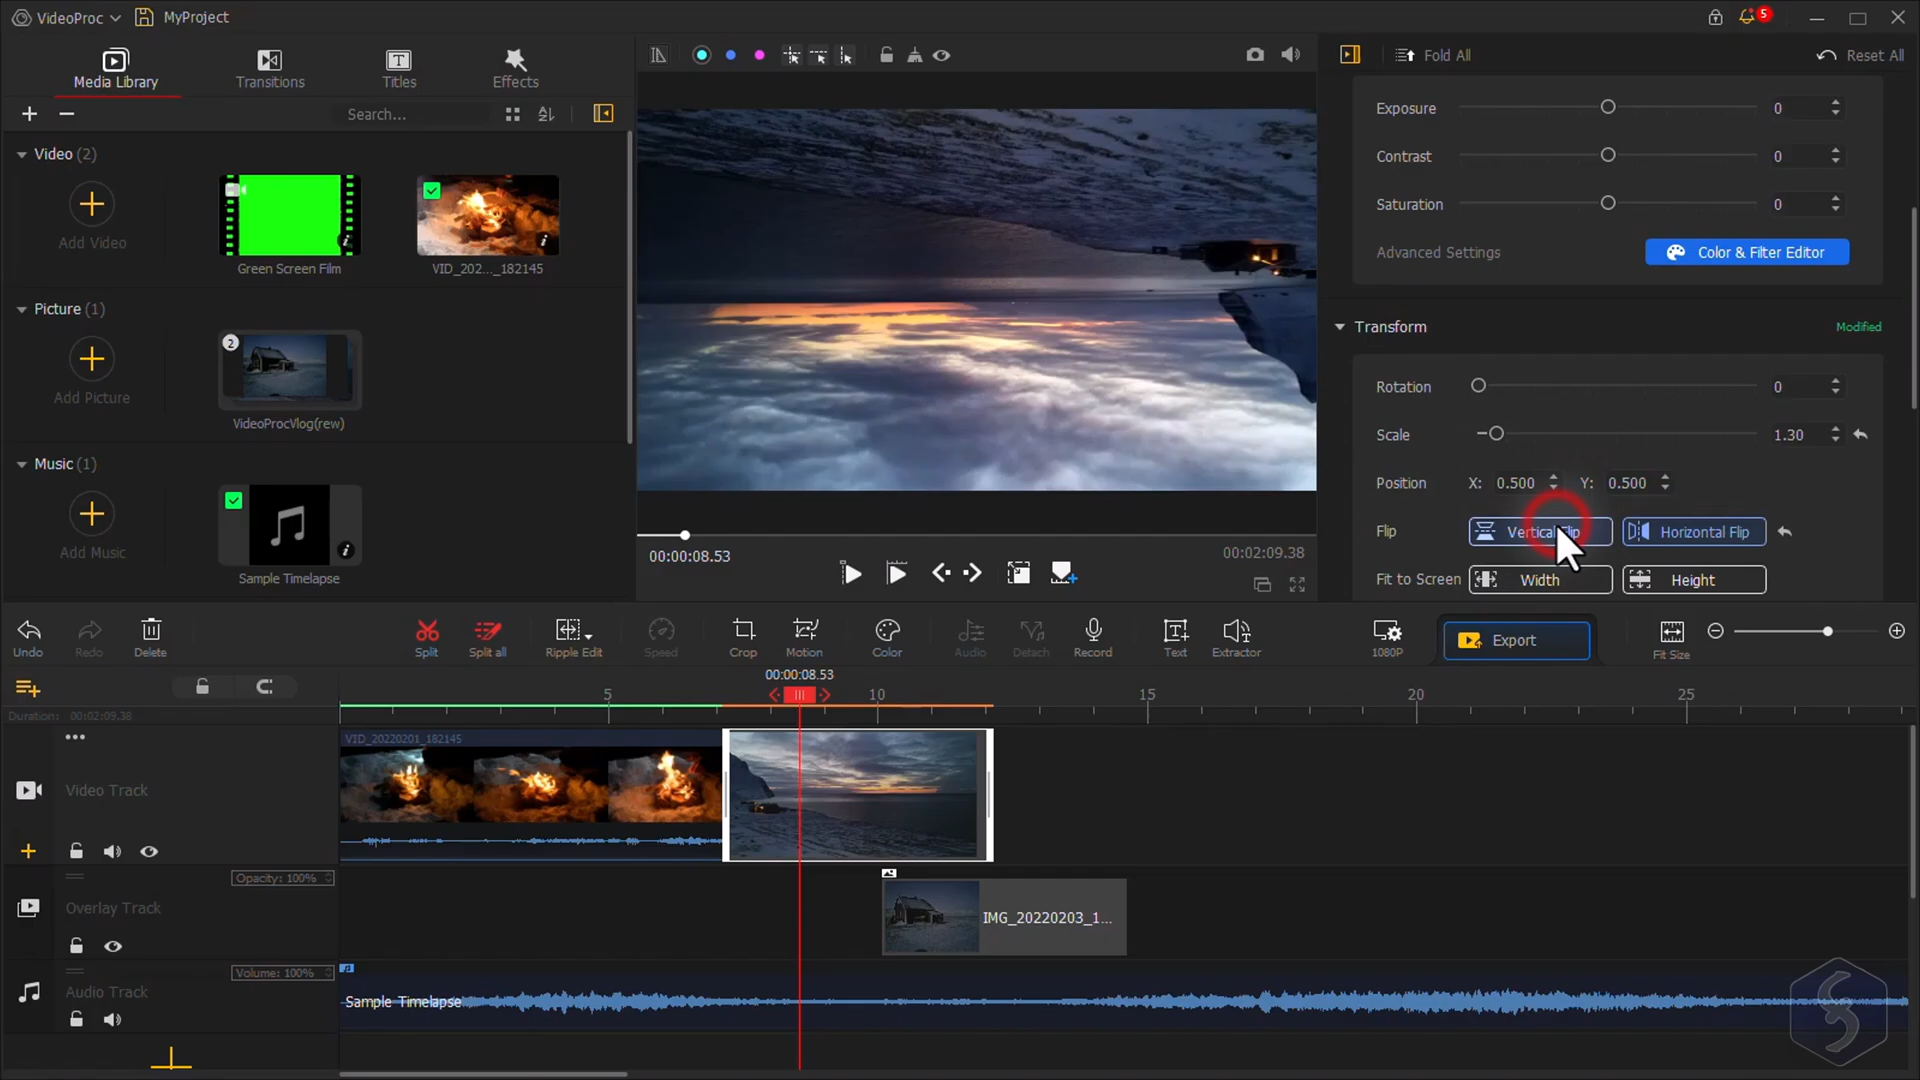 VideoProc
MyProject
5
Media Library
Transitions
Titles
Effects
Fold All
Reset All
Search...
Exposure
0
Contrast
0
Saturation
0
Advanced Settings
Color & Filter Editor
Video (2)
Add Video
Green Screen Film
VID_202..._182145
Picture (1)
2
Add Picture
VideoProcVlog(rew)
Music (1)
Add Music
Sample Timelapse
Transform
Modified
Rotation
0
Scale
1.30
Position
X: 0.500
Y: 0.500
Flip
Horizontal Flip
Fit to Screen
Width
Height
00:00:08.53
00:02:09.38
Undo
Redo
Delete
Split
Split all
Ripple Edit
Speed
Crop
Motion
Color
Audio
Detach
Record
Text
Extractor
1080P
Export
Fit Size
00:00:08.53
5
10
15
20
25
Duration: 00:02:09.38
VID_20220201_182145
Video Track
Opacity: 100%
Overlay Track
IMG_20220203_1...
Volume: 100%
Audio Track
Sample Timelapse